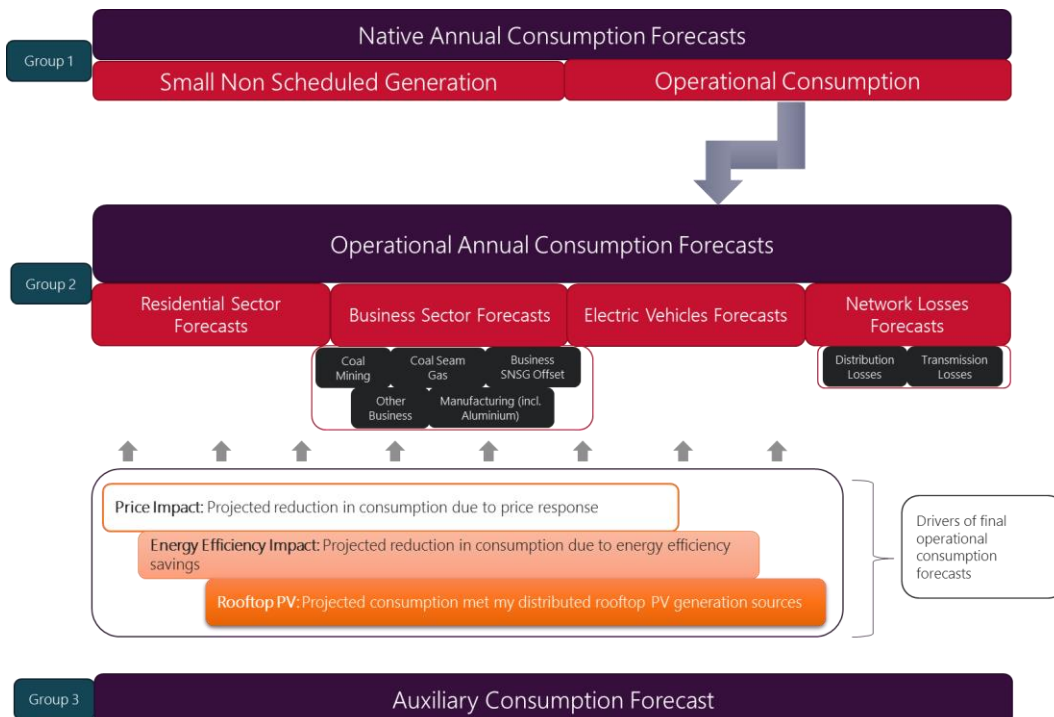 Native Annual Consumption Forecasts
Group 1
Small Non Scheduled Generation
Operational Consumption
Operational Annual Consumption Forecasts
Group 2
Residential Sector
Forecasts
Business Sector Forecasts
Electric Vehicles Forecasts
Network Losses
Forecasts
Coal
Mining
Coal Seam
Gas
Business
SNSG Offset
Other
Business
Manufacturing (incl.
Aluminium)
Distribution
Losses
Transmission
Losses
Price Impact: Projected reduction in consumption due to price response
Energy Efficiency Impact: Projected reduction in consumption due to energy efficiency
savings
Rooftop PV: Projected consumption met my distributed rooftop PV generation sources
Drivers of final
operational
consumption
forecasts
Group 3
Auxiliary Consumption Forecast